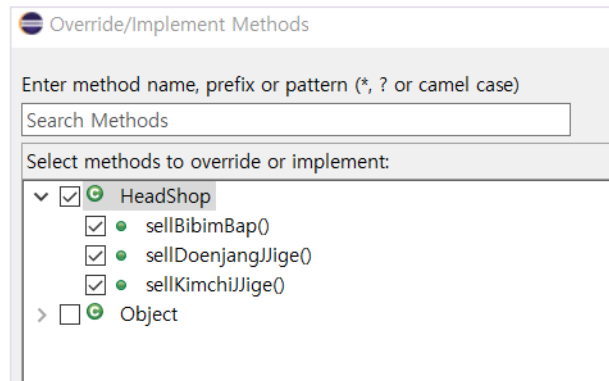 Override/Implement Methods
Enter method name, prefix or pattern (*, ? or camel case)
Search Methods
Select methods to override or implement:
HeadShop
sellBibimBap()
sellDoenjangJJige()
sellKimchiJJige()
Object